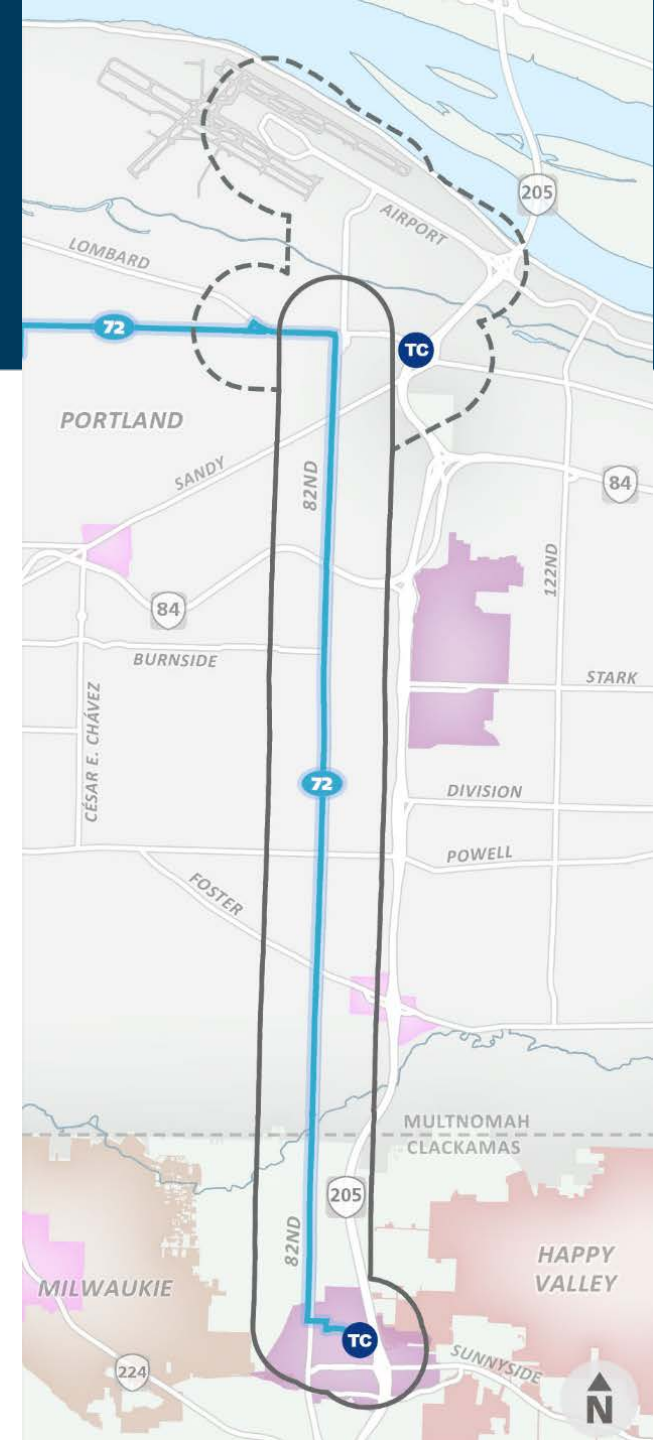 205
AIRPORT
LOMBARD
72
TC
PORTLAND
SANDY
82ND
84
122ND
84
BURNSIDE
STARK
CÉSAR E. CHÁVEZ
72
DIVISION
POWELL
FOSTER
MULTNOMAH
CLACKAMAS
205
82ND
HAPPY
VALLEY
MILWAUKIE
TC
SUNNYSIDE
224
N